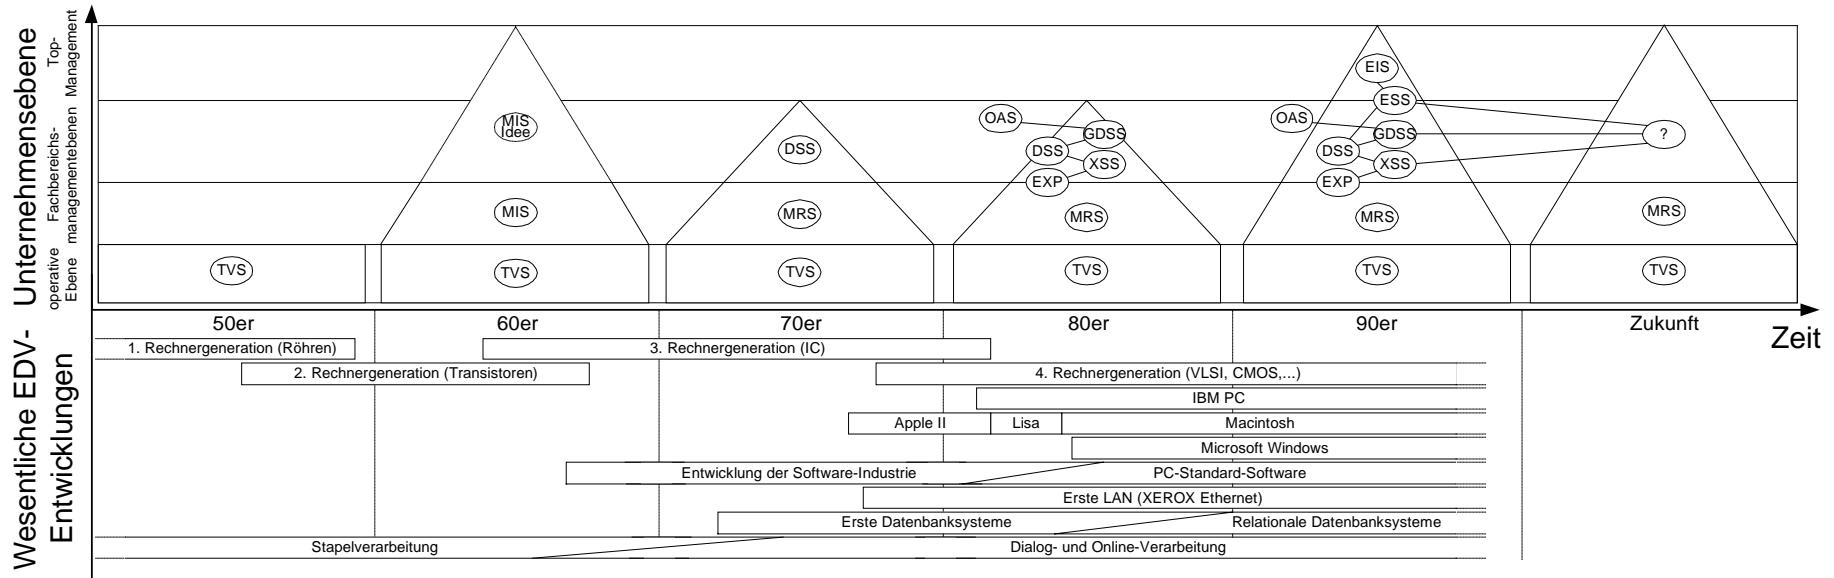 Unternehmensebene
Top-
Management
Fachbereichs-
managementebenen
operative
Ebene
EIS
ESS
MIS
Idee
OAS
GDSS
OAS
GDSS
?
DSS
DSS
XSS
DSS
XSS
EXP
EXP
MIS
MRS
MRS
MRS
MRS
TVS
TVS
TVS
TVS
TVS
TVS
50er
60er
70er
80er
90er
Zukunft
Zeit
Wesentliche EDV-
Entwicklungen
1. Rechnergeneration (Röhren)
3. Rechnergeneration (IC)
2. Rechnergeneration (Transistoren)
4. Rechnergeneration (VLSI, CMOS,...)
IBM PC
Apple II
Lisa
Macintosh
Microsoft Windows
Entwicklung der Software-Industrie
PC-Standard-Software
Erste LAN (XEROX Ethernet)
Erste Datenbanksysteme
Relationale Datenbanksysteme
Stapelverarbeitung
Dialog- und Online-Verarbeitung